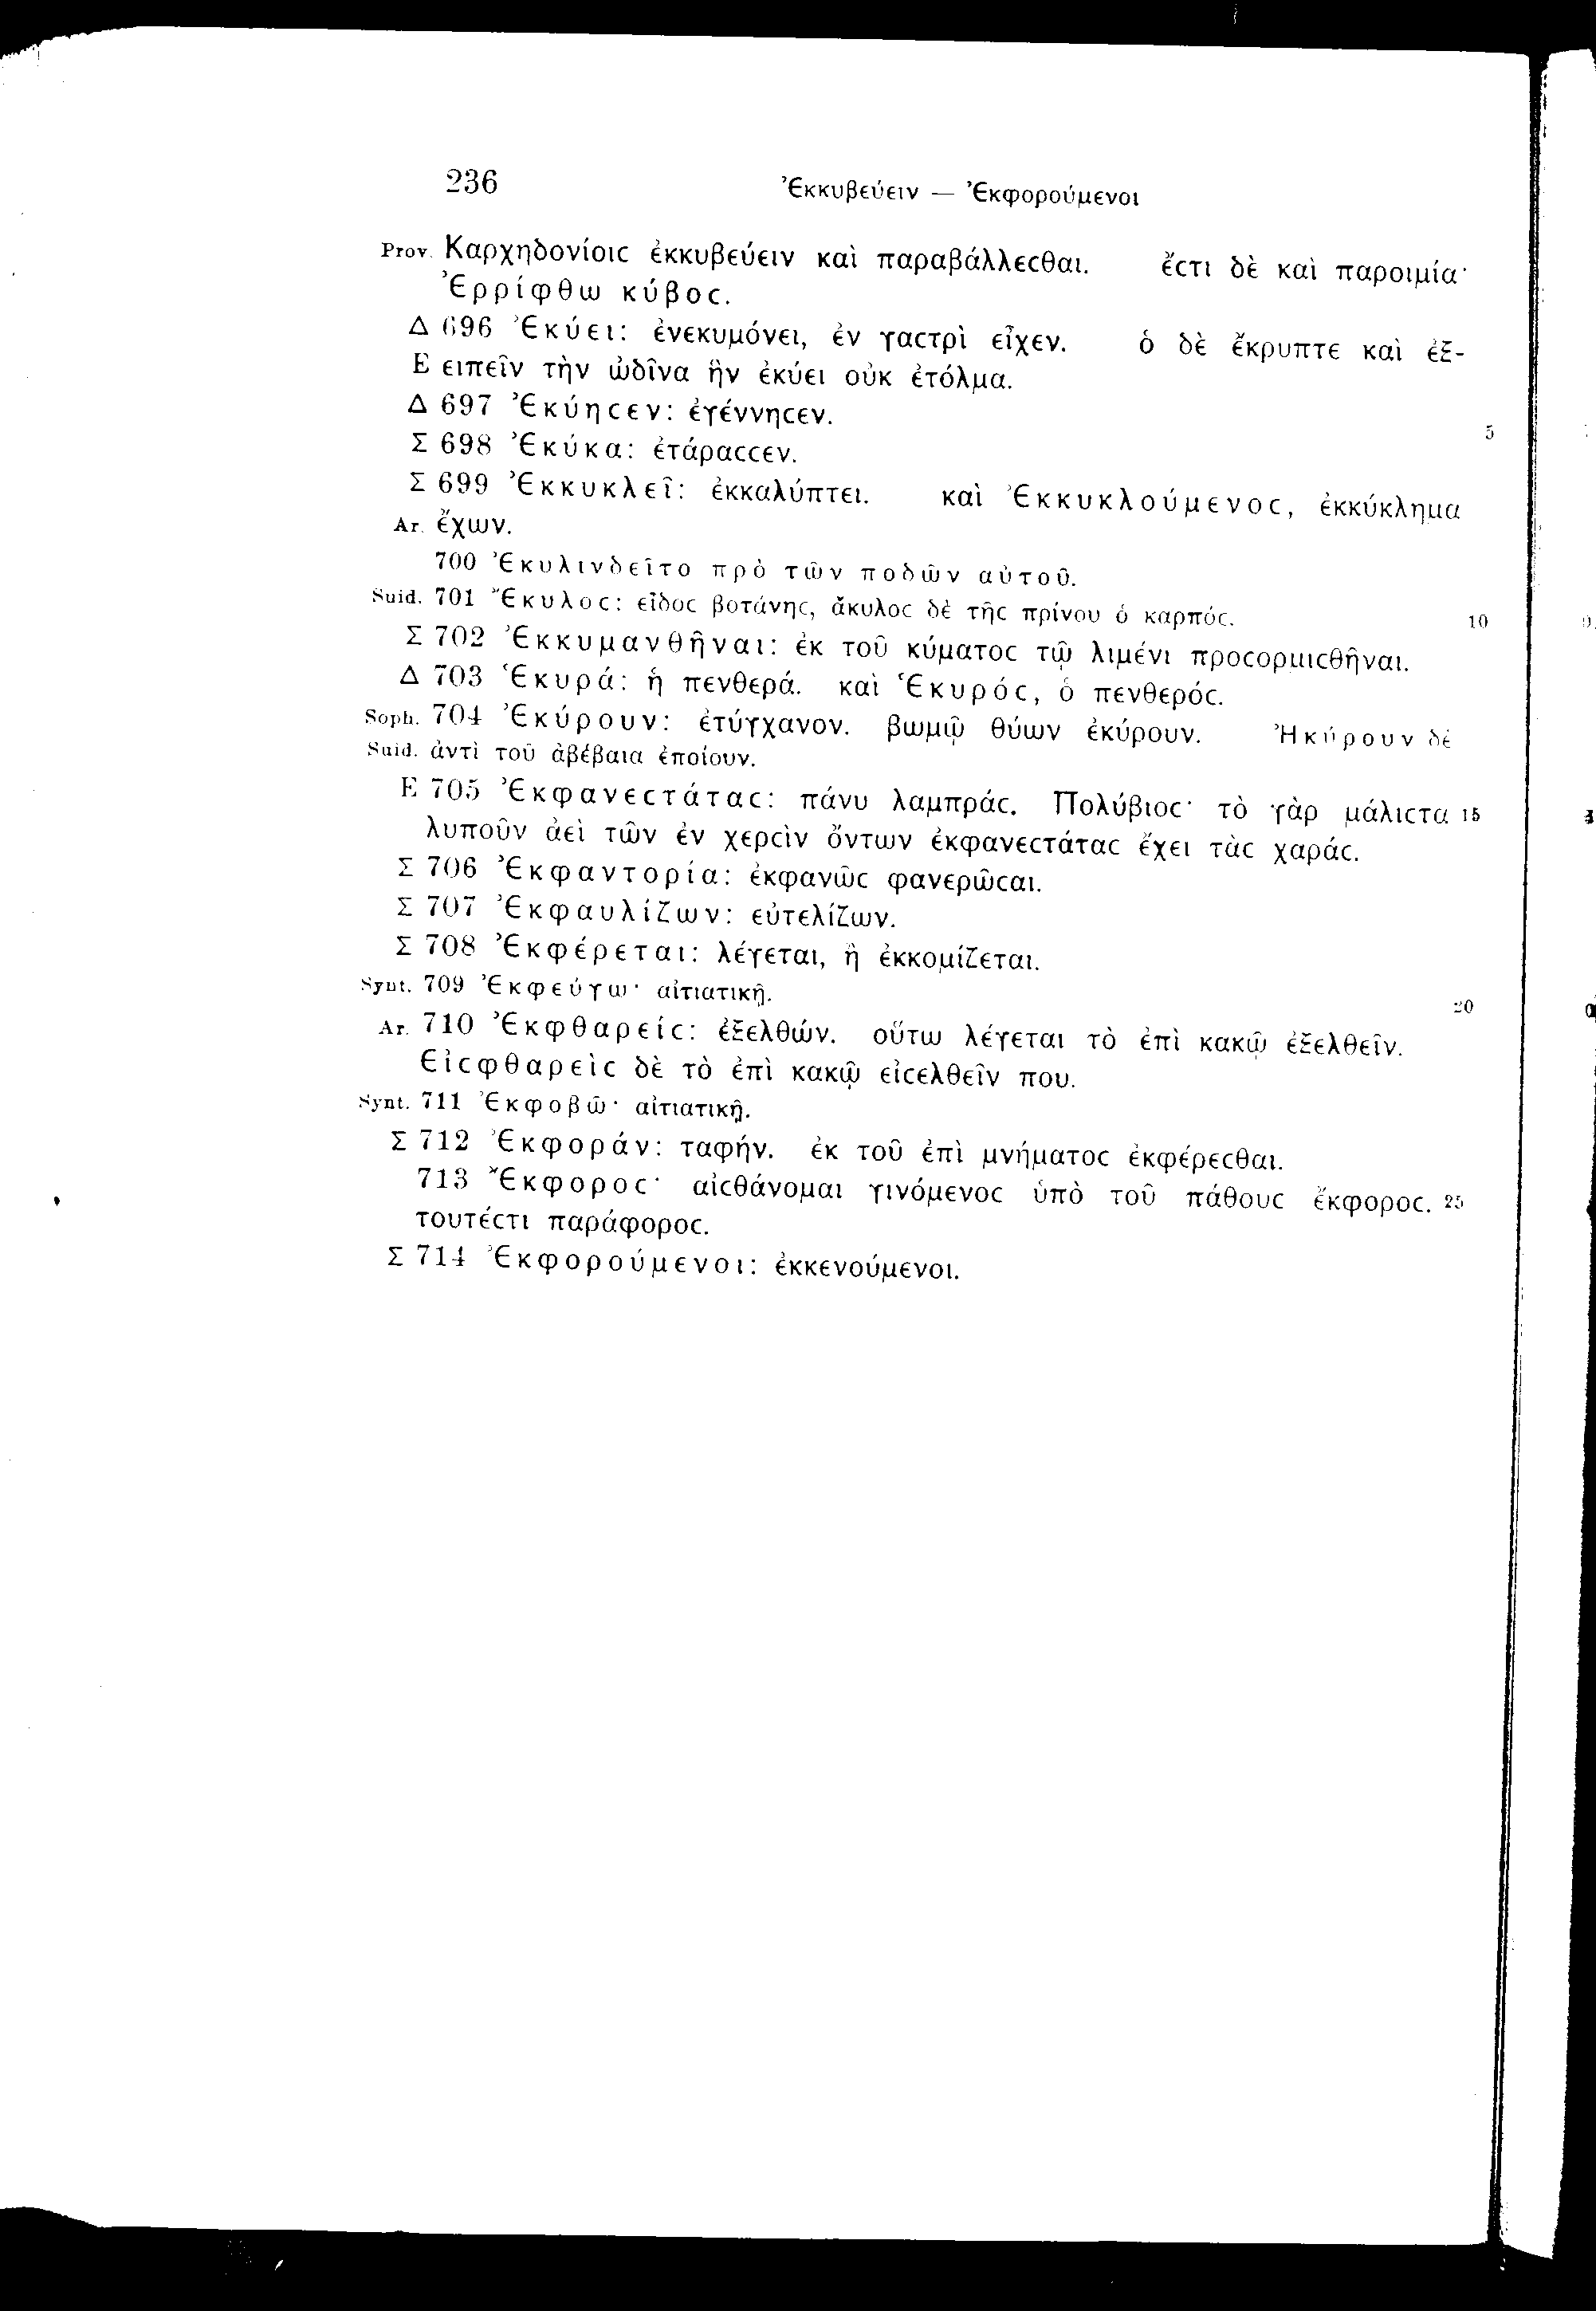 236 Ἐκκυβεύειν — Ἐκφορούμενοι
Prov. Καρχηδονίοιϲ ἐκκυβεύειν καὶ παραβάλλεϲθαι. ἔϲτι δὲ καὶ παροιμία·
Ἐρρίφθω κύβοϲ.
Δ 696 Ἐκύει: ἐνεκυμόνει, ἐν γαϲτρὶ εἶχεν. ὁ δὲ ἔκρυπτε καὶ ἐξ-
E ειπεῖν τὴν ὠδῖνα ἣν ἐκύει οὐκ ἐτόλμα.
Δ 697 Ἐκύηϲεν: ἐγέννηϲεν. 5
Σ 698 Ἐκύκα: ἐτάραϲϲεν.
Σ 699 Ἐκκυκλεῖ: ἐκκαλύπτει. καὶ Ἐκκυκλούμενοϲ, ἐκκύκλημα
Ar. ἔχων.
700 Ἐκυλινδεῖτο πρὸ τῶν ποδῶν αὐτοῦ.
Suid. 701 Ἔκυλοϲ: εἶδοϲ βοτάνηϲ, ἄκυλοϲ δὲ τῆϲ πρίνου ὁ καρπόϲ. 10
Σ 702 Ἐκκυμανθῆναι: ἐκ τοῦ κύματοϲ τῷ λιμένι προϲορμιϲθῆναι.
Δ 703 Ἑκυρά: ἡ πενθερά. καὶ Ἑκυρόϲ, ὁ πενθερόϲ.
Soph. 704 Ἐκύρουν: ἐτύγχανον. βωμῷ θύων ἐκύρουν. Ἠκύρουν δὲ
Suid. ἀντὶ τοῦ ἀβέβαια ἐποίουν.
E 705 Ἐκφανεϲτάταϲ: πάνυ λαμπράϲ. Πολύβιοϲ· τὸ γὰρ μάλιϲτα 15
λυποῦν ἀεὶ τῶν ἐν χερϲὶν ὄντων ἐκφανεϲτάταϲ ἔχει τὰϲ χαράϲ.
Σ 706 Ἐκφαντορία: ἐκφανῶϲ φανερῶϲαι.
Σ 707 Ἐκφαυλίζων: εὐτελίζων.
Σ 708 Ἐκφέρεται: λέγεται, ἢ ἐκκομίζεται.
Synt. 709 Ἐκφεύγω· αἰτιατικῇ. 20
Ar. 710 Ἐκφθαρείϲ: ἐξελθών. οὕτω λέγεται τὸ ἐπὶ κακῷ ἐξελθεῖν.
Εἰϲφθαρεὶϲ δὲ τὸ ἐπὶ κακῷ εἰϲελθεῖν που.
Synt. 711 Ἐκφοβῶ· αἰτιατικῇ.
Σ 712 Ἐκφοράν: ταφήν. ἐκ τοῦ ἐπὶ μνήματοϲ ἐκφέρεϲθαι.
713 Ἔκφοροϲ· αἰϲθάνομαι γινόμενοϲ ὑπὸ τοῦ πάθουϲ ἔκφοροϲ. 25
τουτέϲτι παράφοροϲ.
Σ 714 Ἐκφορούμενοι: ἐκκενούμενοι.